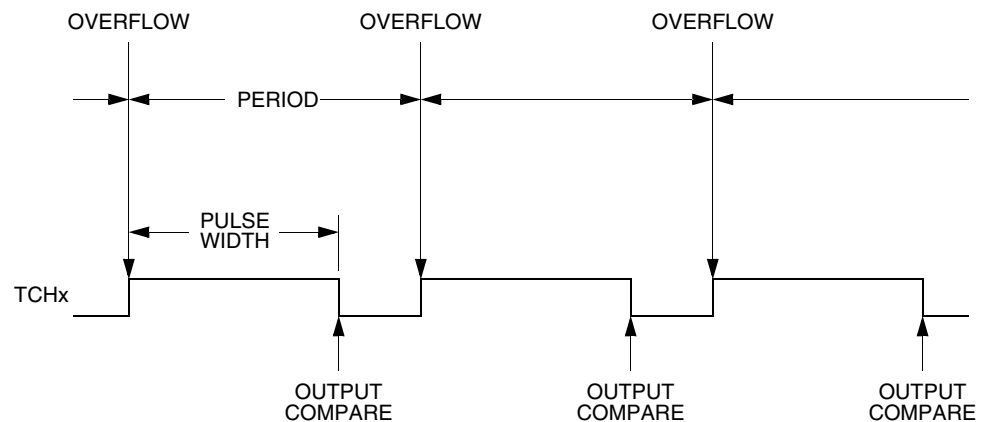 OVERFLOW OVERFLOW OVERFLOW
PERIOD
PULSE
WIDTH
TCHx
OUTPUT
COMPARE
OUTPUT
COMPARE
OUTPUT
COMPARE